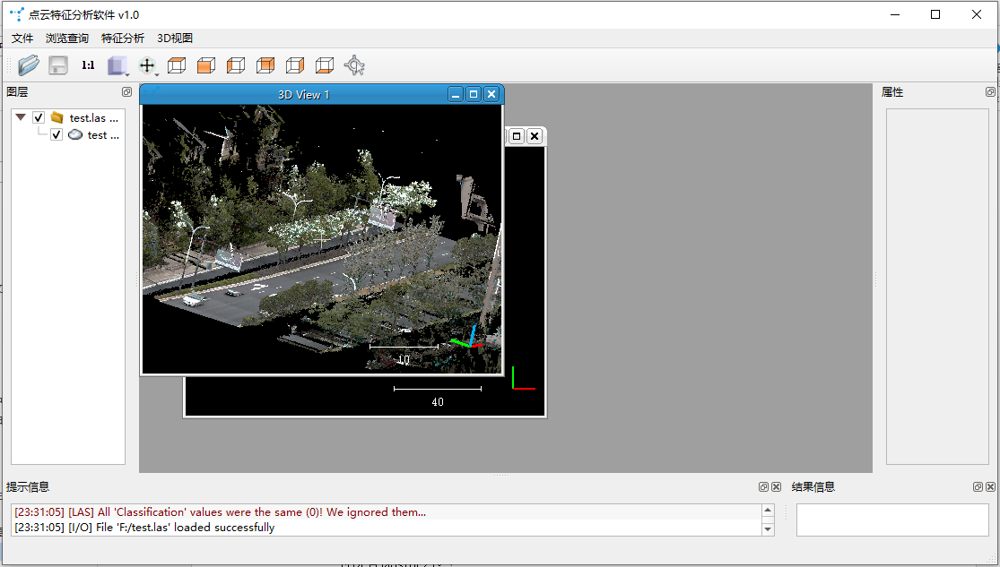 点云特征分析软件 v1.0
文件 浏览查询 特征分析 3D视图
1:1
图层
3D View 1
属性
test.las ...
test ...
10
40
提示信息
结果信息
[23:31:05] [LAS] All 'Classification' values were the same (0)! We ignored them...
[23:31:05] [I/O] File 'F:/test.las' loaded successfully